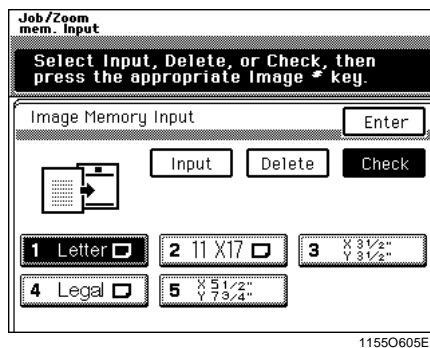 Job/Zoom
mem. Input
Select Input, Delete, or Check, then
press the appropriate Image # key.
Image Memory Input
Enter
Input Delete Check
1 Letter 2 11 X17 3 X 3 1/2" Y 3 1/2"
4 Legal 5 X 5 1/2" Y 7 3/4"
1155O605E